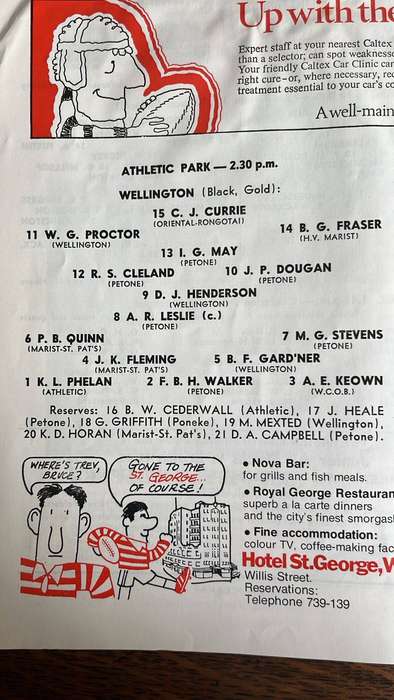 Up with the
Expert staff at your nearest Caltex
than a selector; can spot weakness
Your friendly Caltex Car Clinic can
right cure–or, where necessary, re
treatment essential to your car's co
A well-main
ATHLETIC PARK — 2.30 p.m.
WELLINGTON (Black, Gold):
15 C. J. CURRIE
(ORIENTAL-RONGOTAI)
11 W. G. PROCTOR
(WELLINGTON)
14 B. G. FRASER
(H.V. MARIST)
13 I. G. MAY
(PETONE)
12 R. S. CLELAND
(PETONE)
10 J. P. DOUGAN
(PETONE)
9 D. J. HENDERSON
(WELLINGTON)
8 A. R. LESLIE (c.)
(PETONE)
6 P. B. QUINN
(MARIST-ST. PAT'S)
7 M. G. STEVENS
(PETONE)
4 J. K. FLEMING
(MARIST-ST. PAT'S)
5 B. F. GARD'NER
(WELLINGTON)
1 K. L. PHELAN
(ATHLETIC)
2 F. B. H. WALKER
(PETONE)
3 A. E. KEOWN
(W.C.O.B.)
Reserves: 16 B. W. CEDERWALL (Athletic), 17 J. HEALE
(Petone), 18 G. GRIFFITH (Poneke), 19 M. MEXTED (Wellington),
20 K. D. HORAN (Marist-St. Pat's), 21 D. A. CAMPBELL (Petone).
WHERE'S TREV,
BRUCE?
GONE TO THE
ST. GEORGE...
OF COURSE!
• Nova Bar:
for grills and fish meals.
• Royal George Restauran
superb a la carte dinners
and the city's finest smorgas
• Fine accommodation:
colour TV, coffee-making fac
Hotel St.George,W
Willis Street.
Reservations:
Telephone 739-139